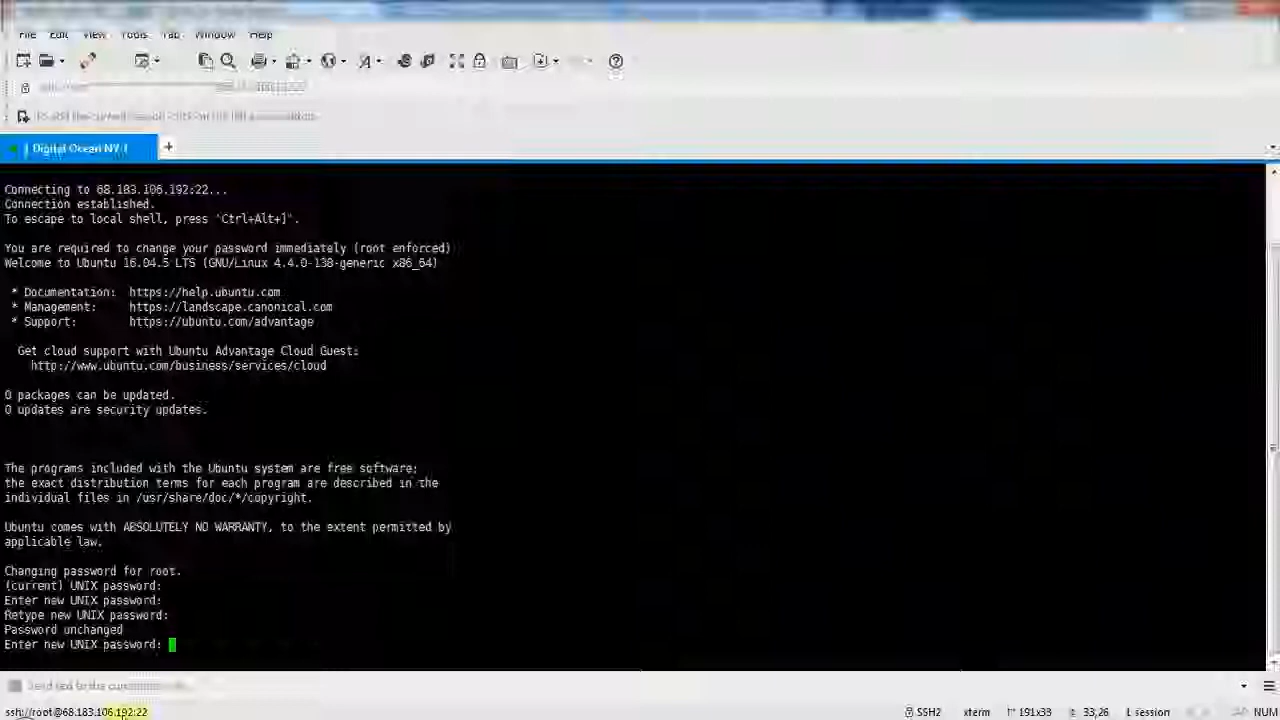 File Edit View Tools Tab Window Help
Digital Ocean NY 1
Connecting to 68.183.106.192:22...
Connection established.
To escape to local shell, press 'Ctrl+Alt+]'.
You are required to change your password immediately (root enforced)
Welcome to Ubuntu 16.04.5 LTS (GNU/Linux 4.4.0-138-generic x86_64)
* Documentation: https://help.ubuntu.com
* Management: https://landscape.canonical.com
* Support: https://ubuntu.com/advantage
Get cloud support with Ubuntu Advantage Cloud Guest:
http://www.ubuntu.com/business/services/cloud
0 packages can be updated.
0 updates are security updates.
The programs included with the Ubuntu system are free software;
the exact distribution terms for each program are described in the
individual files in /usr/share/doc/*/copyright.
Ubuntu comes with ABSOLUTELY NO WARRANTY, to the extent permitted by
applicable law.
Changing password for root.
(current) UNIX password:
Enter new UNIX password:
Retype new UNIX password:
Password unchanged
Enter new UNIX password:
Send text to the
ssh://root@68.183.106.192:22 SSH2 xterm 191x33 33,26 1 session NUM